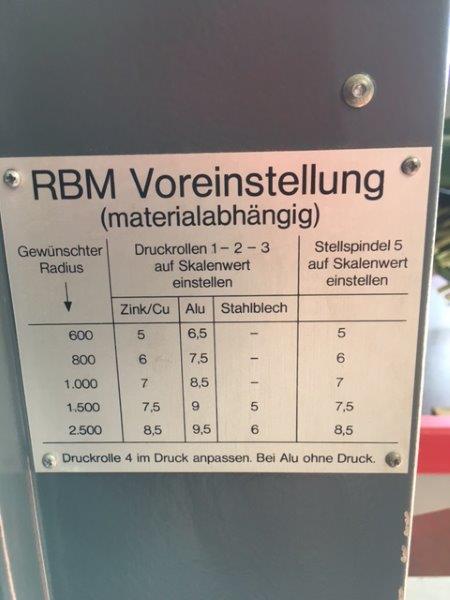 RBM Voreinstellung
(materialabhängig)
Gewünschter Radius
Druckrollen 1 – 2 – 3 auf Skalenwert einstellen
Stellspindel 5 auf Skalenwert einstellen
Zink/Cu Alu Stahlblech
600 5 6,5 – 5
800 6 7,5 – 6
1.000 7 8,5 – 7
1.500 7,5 9 5 7,5
2.500 8,5 9,5 6 8,5
Druckrolle 4 im Druck anpassen. Bei Alu ohne Druck.